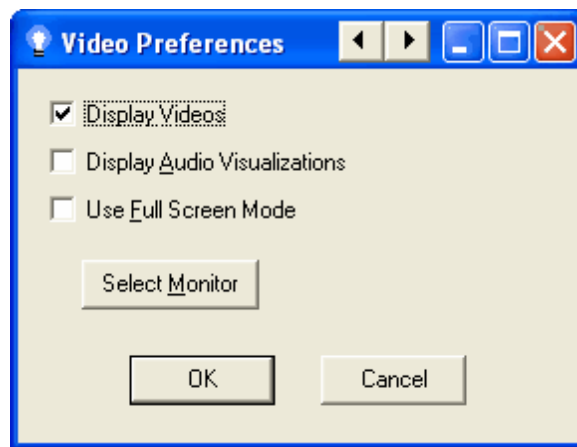 Video Preferences
Display Videos
Display Audio Visualizations
Use Full Screen Mode
Select Monitor
OK Cancel